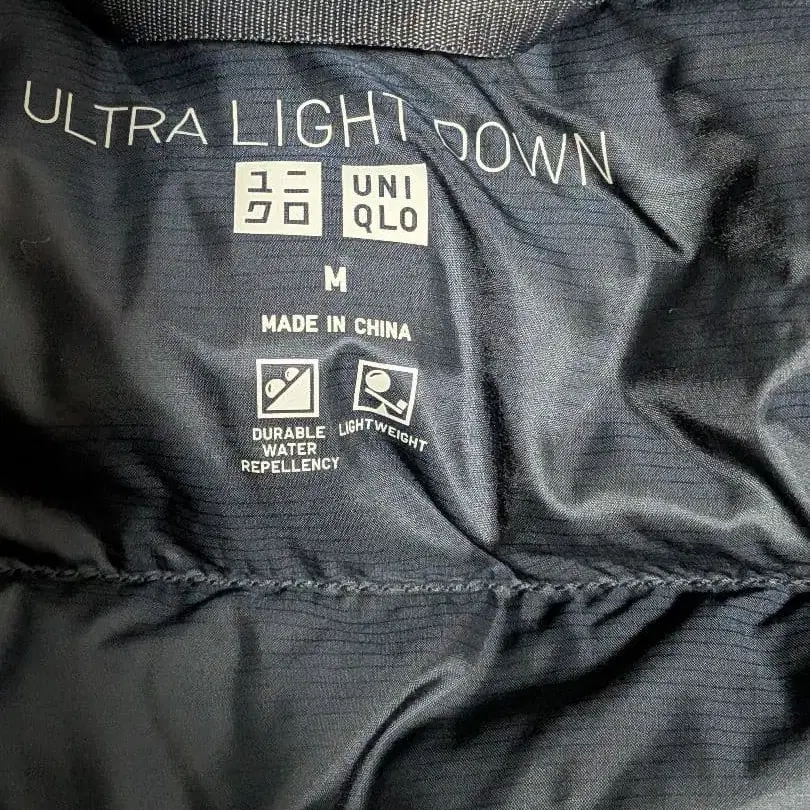 ULTRA LIGHT DOWN
ユニ
クロ
UNI
QLO
M
MADE IN CHINA
DURABLE
WATER
REPELLENCY
LIGHTWEIGHT